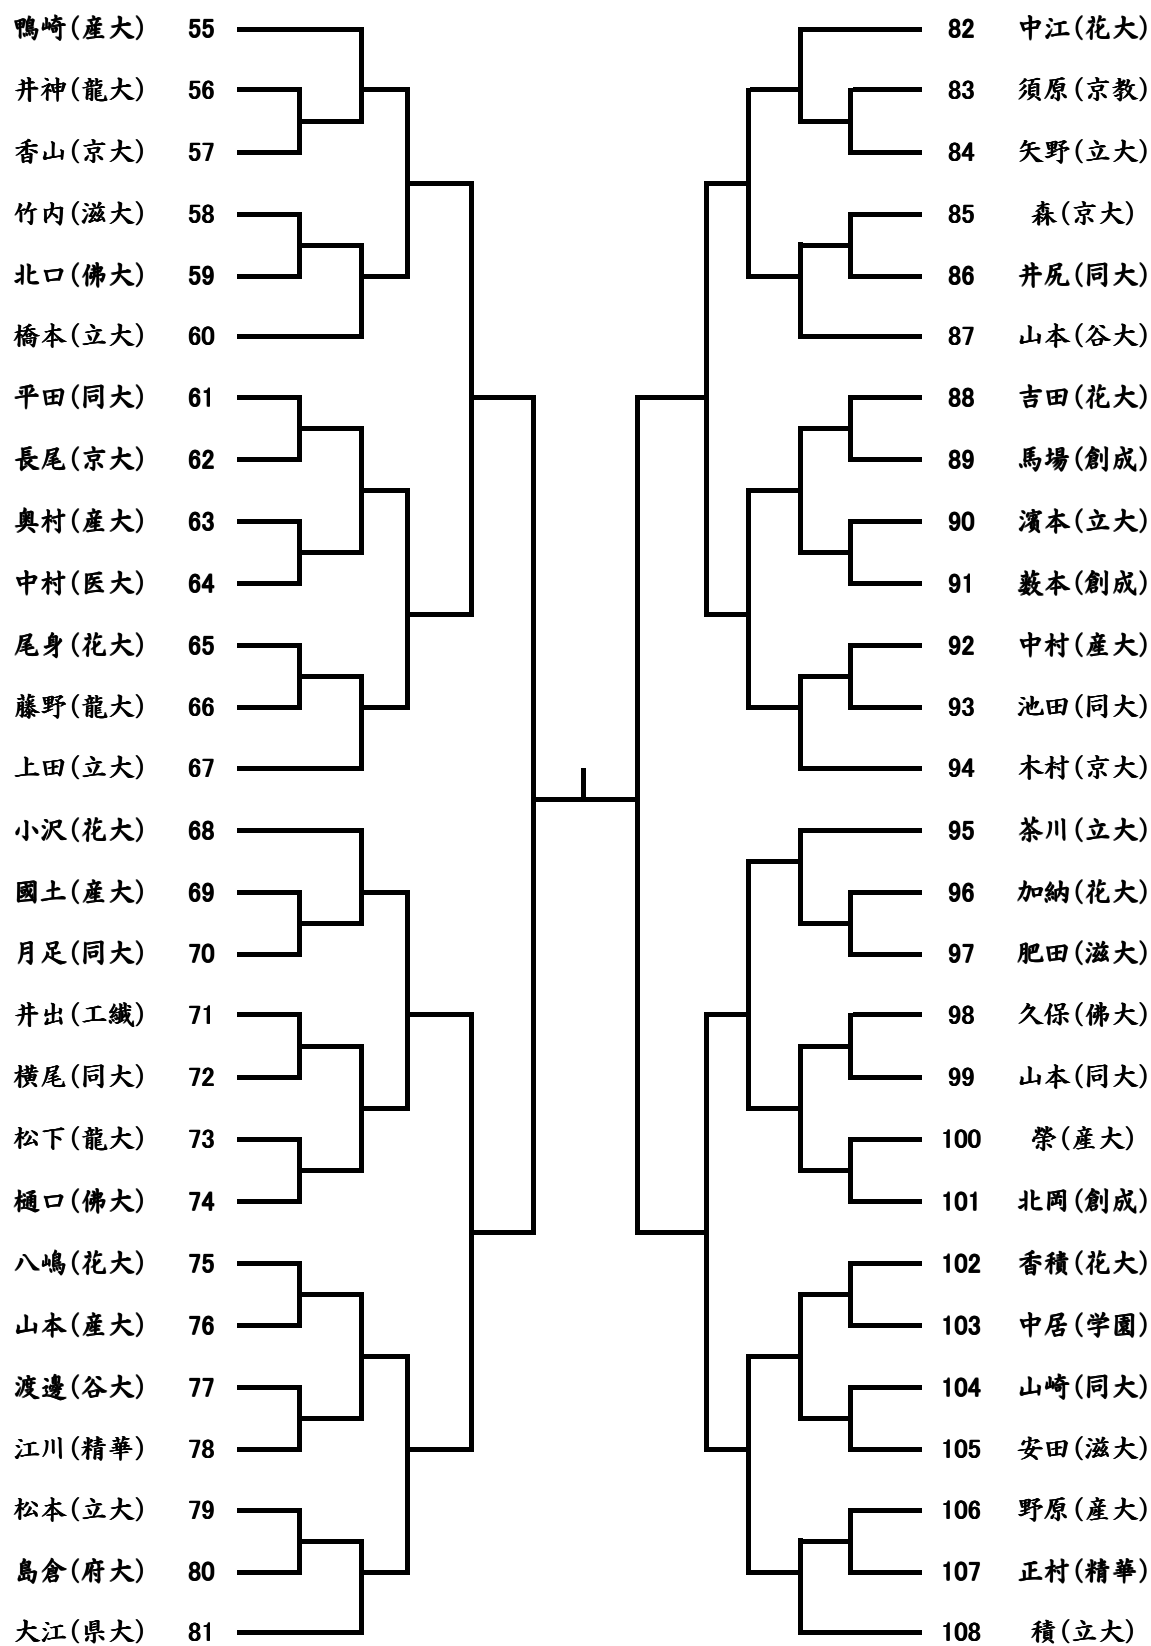 鴨崎(産大) 55
井神(龍大) 56
香山(京大) 57
竹内(滋大) 58
北口(佛大) 59
橋本(立大) 60
平田(同大) 61
長尾(京大) 62
奥村(産大) 63
中村(医大) 64
尾身(花大) 65
藤野(龍大) 66
上田(立大) 67
小沢(花大) 68
國土(産大) 69
月足(同大) 70
井出(工繊) 71
横尾(同大) 72
松下(龍大) 73
樋口(佛大) 74
八嶋(花大) 75
山本(産大) 76
渡邊(谷大) 77
江川(精華) 78
松本(立大) 79
島倉(府大) 80
大江(県大) 81
82 中江(花大)
83 須原(京教)
84 矢野(立大)
85 森(京大)
86 井尻(同大)
87 山本(谷大)
88 吉田(花大)
89 馬場(創成)
90 濱本(立大)
91 薮本(創成)
92 中村(産大)
93 池田(同大)
94 木村(京大)
95 茶川(立大)
96 加納(花大)
97 肥田(滋大)
98 久保(佛大)
99 山本(同大)
100 榮(産大)
101 北岡(創成)
102 香積(花大)
103 中居(学園)
104 山崎(同大)
105 安田(滋大)
106 野原(産大)
107 正村(精華)
108 積(立大)